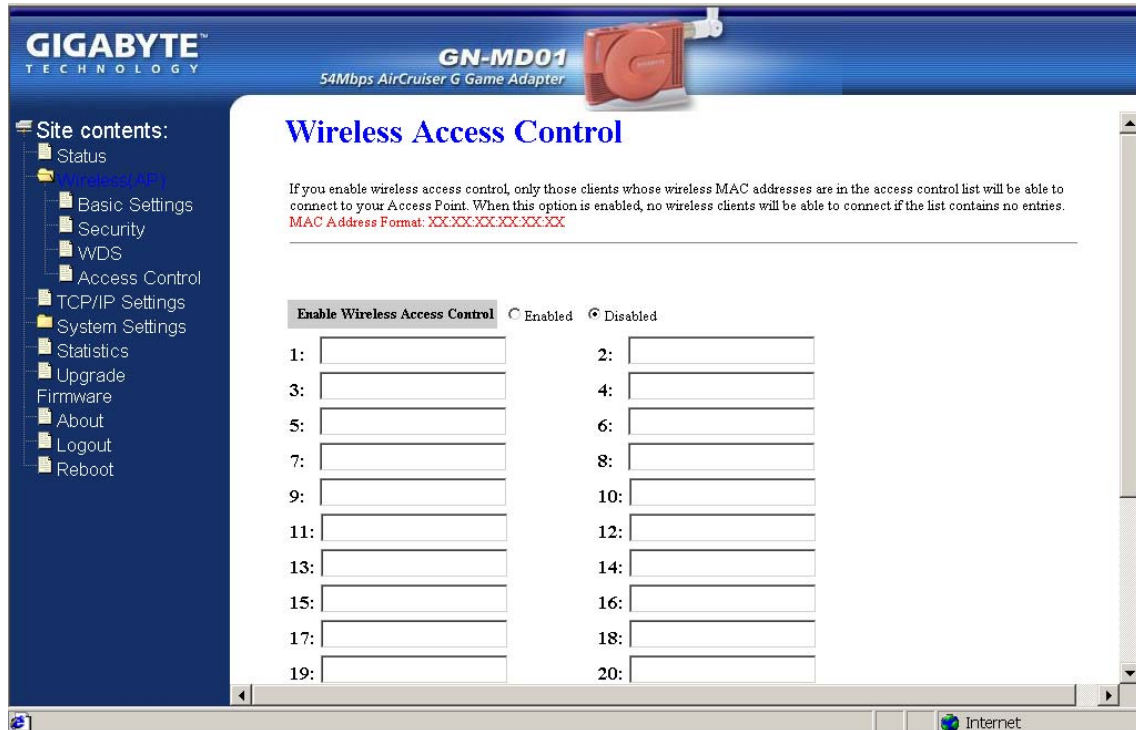 GIGABYTE™
TECHNOLOGY
GN-MD01
54Mbps AirCruiser G Game Adapter
GIGABYTE
Site contents:
Status
Wireless(AP)
Basic Settings
Security
WDS
Access Control
TCP/IP Settings
System Settings
Statistics
Upgrade
Firmware
About
Logout
Reboot
Wireless Access Control
If you enable wireless access control, only those clients whose wireless MAC addresses are in the access control list will be able to
connect to your Access Point. When this option is enabled, no wireless clients will be able to connect if the list contains no entries.
MAC Address Format: XX:XX:XX:XX:XX:XX
Enable Wireless Access Control Enabled Disabled
1: 2:
3: 4:
5: 6:
7: 8:
9: 10:
11: 12:
13: 14:
15: 16:
17: 18:
19: 20:
Internet